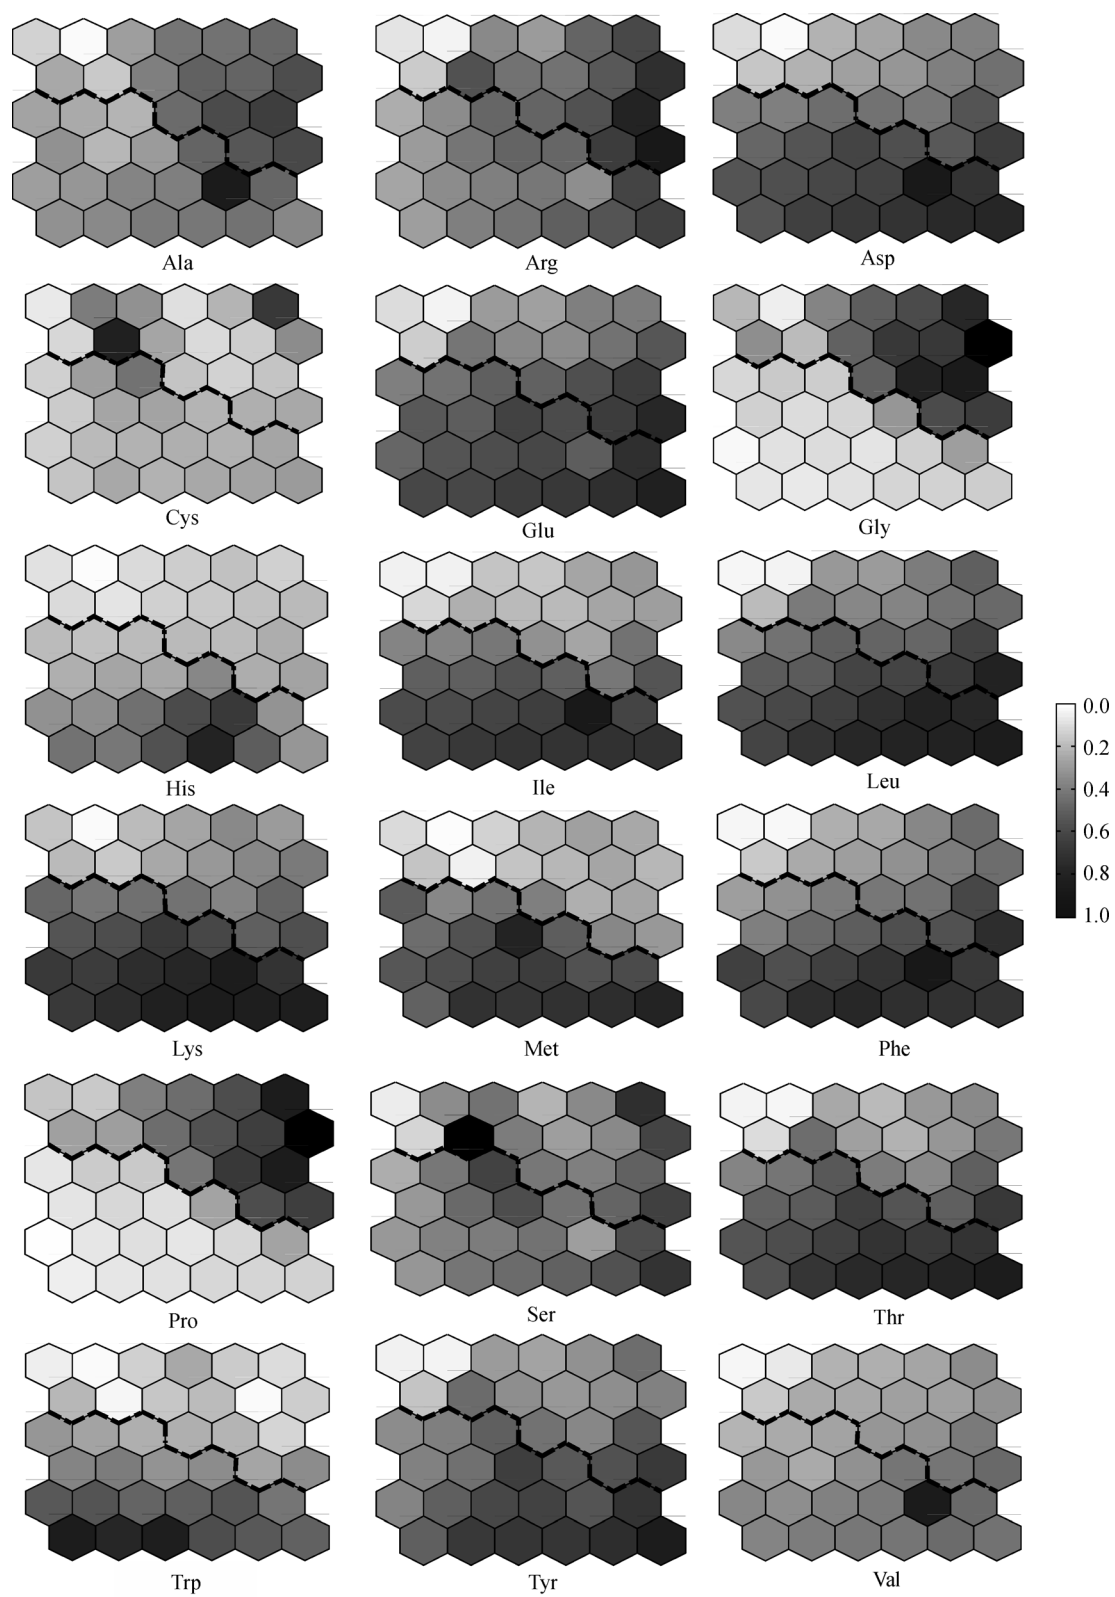 Ala
Arg
Asp
Cys
Glu
Gly
His
Ile
Leu
0.0
0.2
0.4
0.6
0.8
1.0
Lys
Met
Phe
Pro
Ser
Thr
Trp
Tyr
Val